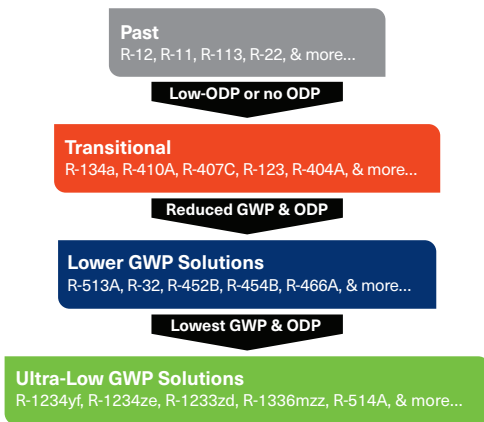 Past
R-12, R-11, R-113, R-22, & more...
Low-ODP or no ODP
Transitional
R-134a, R-410A, R-407C, R-123, R-404A, & more...
Reduced GWP & ODP
Lower GWP Solutions
R-513A, R-32, R-452B, R-454B, R-466A, & more...
Lowest GWP & ODP
Ultra-Low GWP Solutions
R-1234yf, R-1234ze, R-1233zd, R-1336mzz, R-514A, & more...